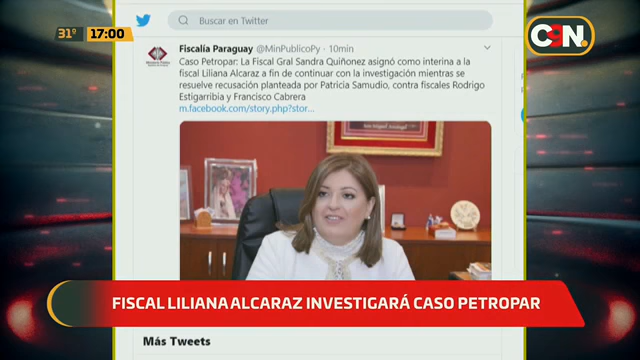 31° 17:00
Buscar en Twitter
C9N.
Fiscalía Paraguay @MinPublicoPy · 10min
Caso Petropar: La Fiscal Gral Sandra Quiñonez asignó como interina a la
fiscal Liliana Alcaraz a fin de continuar con la investigación mientras se
resuelve recusación planteada por Patricia Samudio, contra fiscales Rodrigo
Estigarribia y Francisco Cabrera
m.facebook.com/story.php?stor...
FISCAL LILIANA ALCARAZ INVESTIGARÁ CASO PETROPAR
Más Tweets